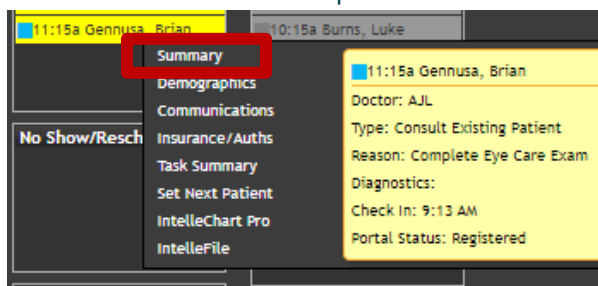 11:15a Gennusa, Brian
10:15a Burns, Luke
Summary
Demographics
Communications
Insurance/Auths
Task Summary
Set Next Patient
IntelleChart Pro
IntelleFile
11:15a Gennusa, Brian
Doctor: AJL
Type: Consult Existing Patient
Reason: Complete Eye Care Exam
Diagnostics:
Check In: 9:13 AM
Portal Status: Registered
No Show/Resch